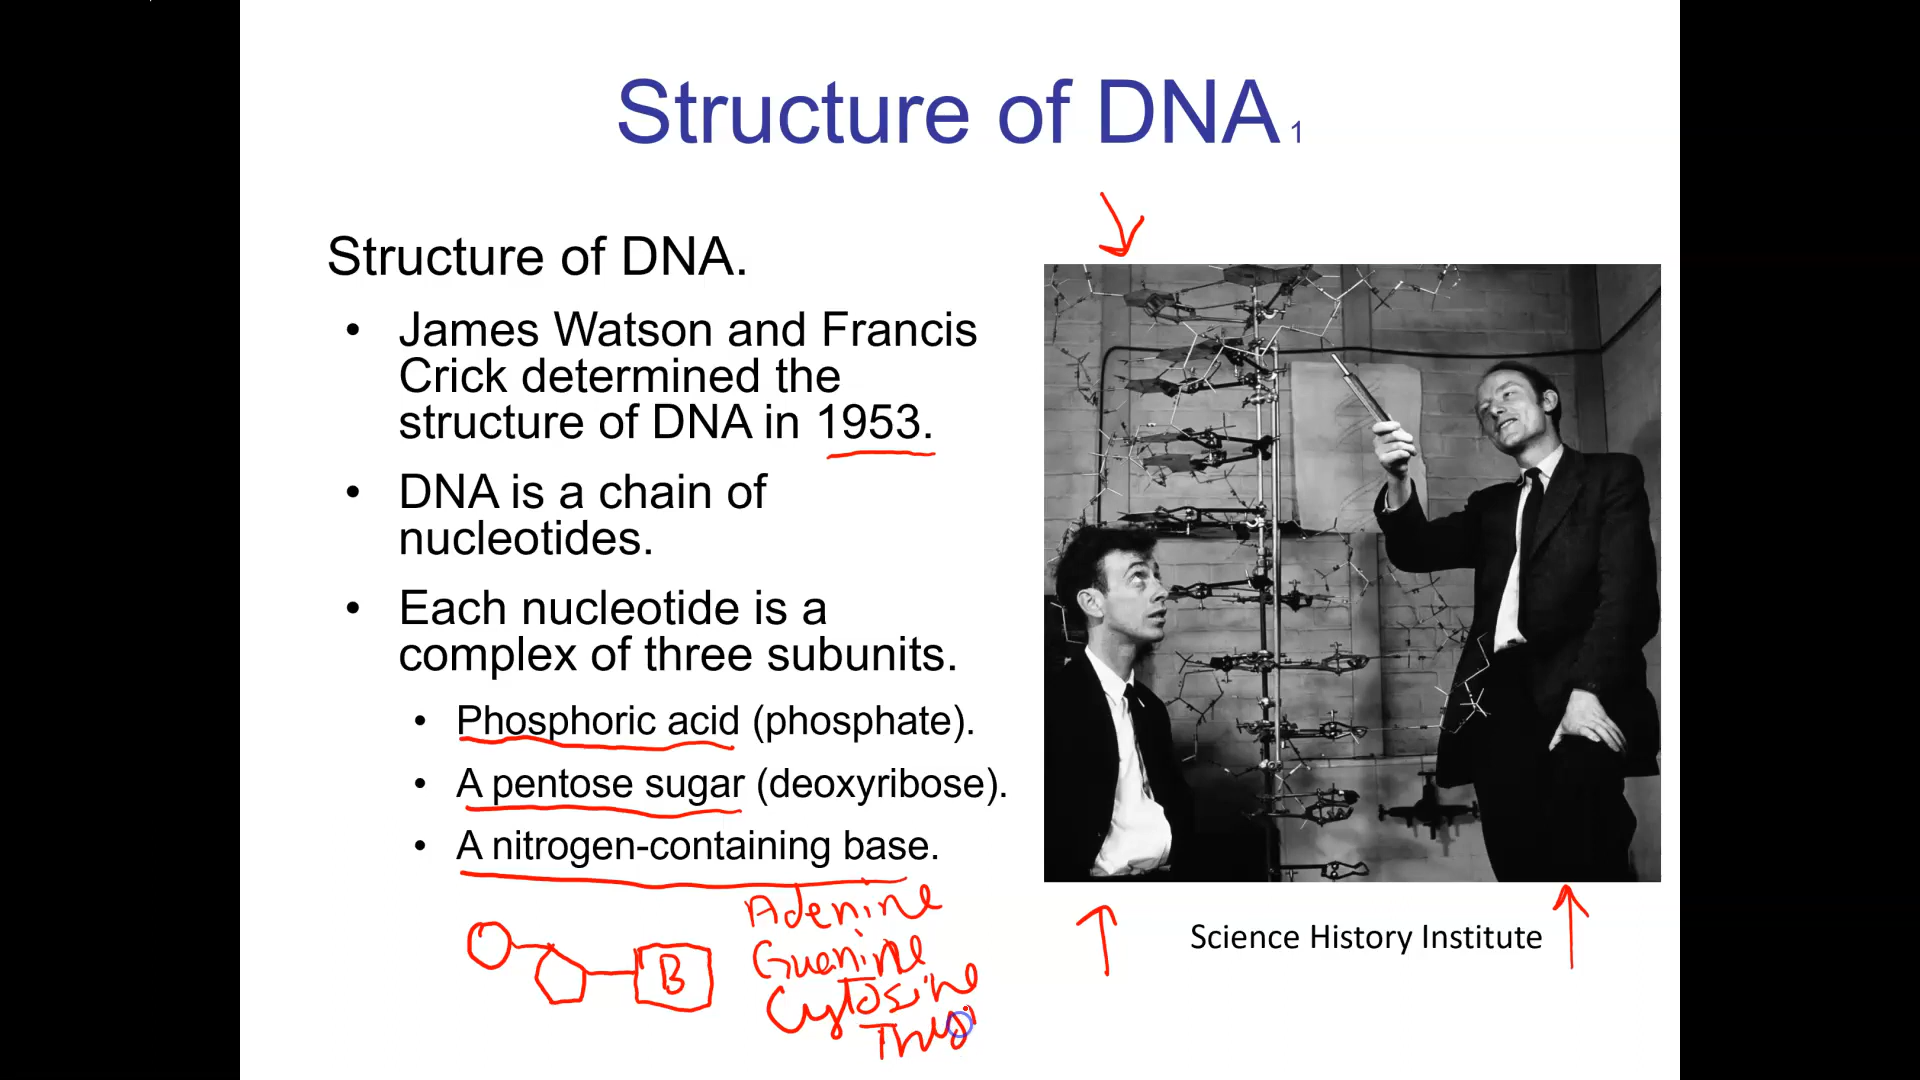 Structure of DNA 1
Structure of DNA.
• James Watson and Francis
Crick determined the
structure of DNA in 1953.
• DNA is a chain of
nucleotides.
• Each nucleotide is a
complex of three subunits.
• Phosphoric acid (phosphate).
• A pentose sugar (deoxyribose).
• A nitrogen-containing base.
Adenine
Guanine
Cytosine
B
Science History Institute